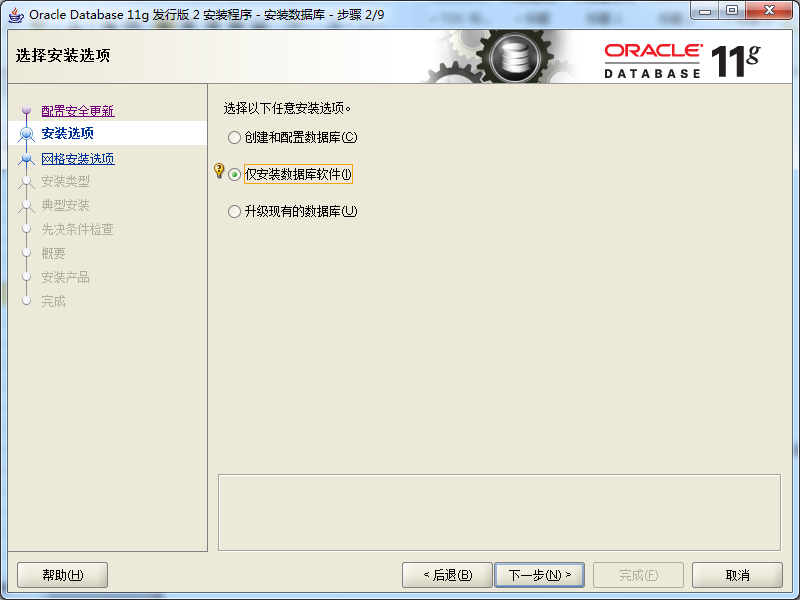 Oracle Database 11g 发行版 2 安装程序 - 安装数据库 - 步骤 2/9
选择安装选项
ORACLE
DATABASE
11g
配置安全更新
安装选项
网格安装选项
安装类型
典型安装
先决条件检查
概要
安装产品
完成
选择以下任意安装选项。
创建和配置数据库(C)
仅安装数据库软件(I)
升级现有的数据库(U)
帮助(H)
< 后退(B)
下一步(N) >
完成(F)
取消